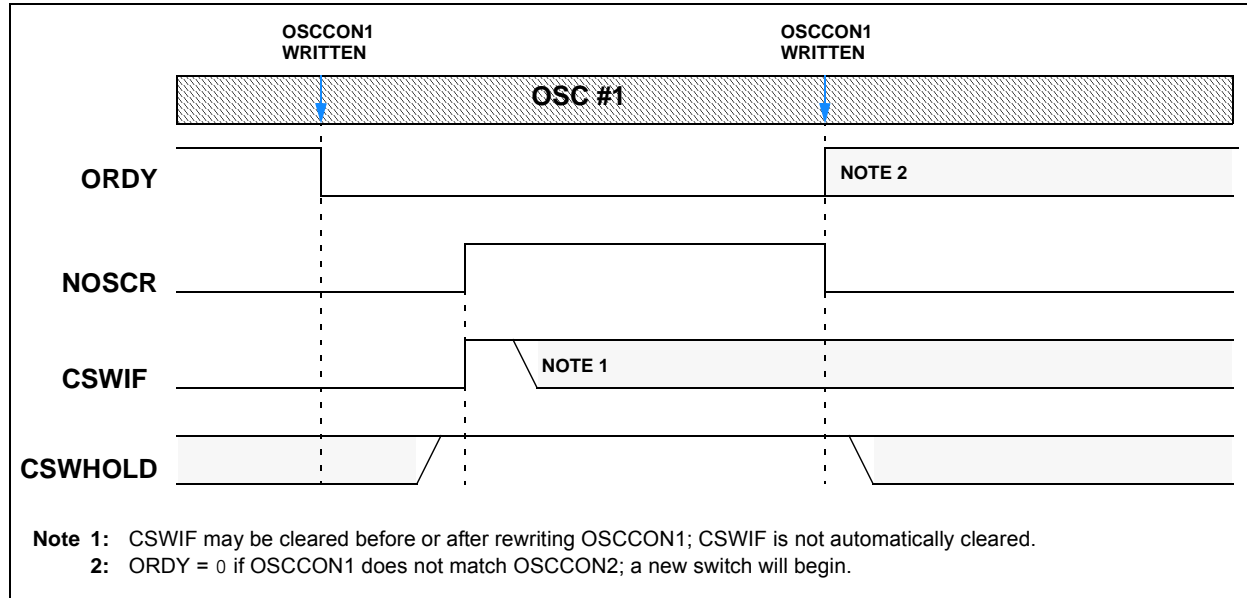 OSCCON1
WRITTEN
OSCCON1
WRITTEN
OSC #1
ORDY
NOTE 2
NOSCR
CSWIF
NOTE 1
CSWHOLD
Note 1: CSWIF may be cleared before or after rewriting OSCCON1; CSWIF is not automatically cleared.
2: ORDY = 0 if OSCCON1 does not match OSCCON2; a new switch will begin.